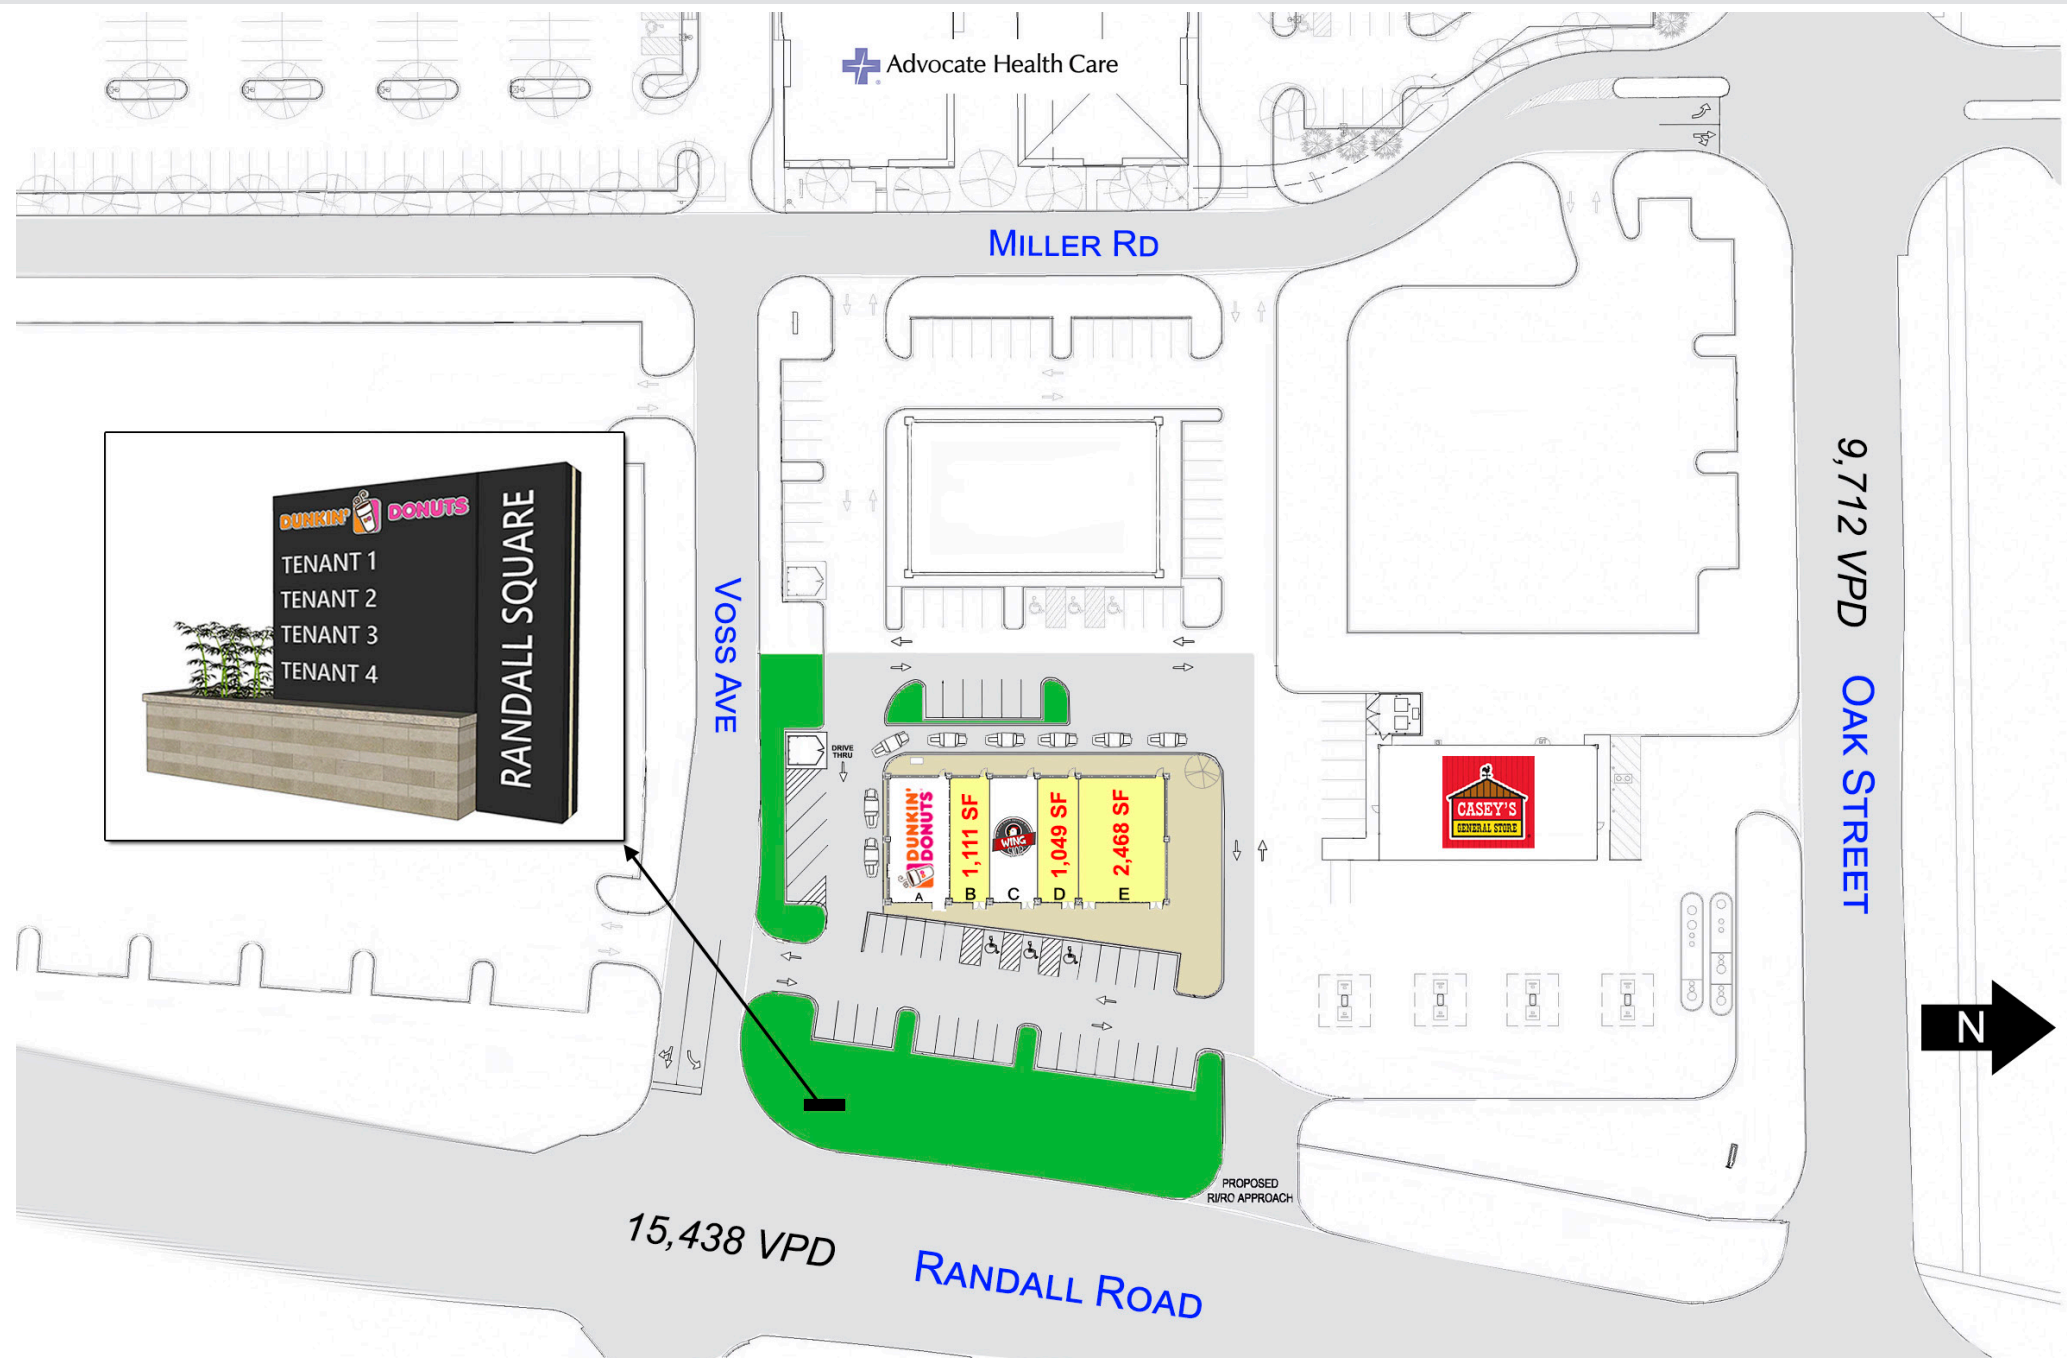 Advocate Health Care
MILLER RD
9,712 VPD
OAK STREET
VOSS AVE
DUNKIN' DONUTS
TENANT 1
TENANT 2
TENANT 3
TENANT 4
RANDALL SQUARE
DRIVE
THRU
DUNKIN'
DONUTS
A
1,111 SF
B
WING
C
1,049 SF
D
2,468 SF
E
CASEY'S
GENERAL STORE
N
PROPOSED
RI/RO APPROACH
15,438 VPD
RANDALL ROAD